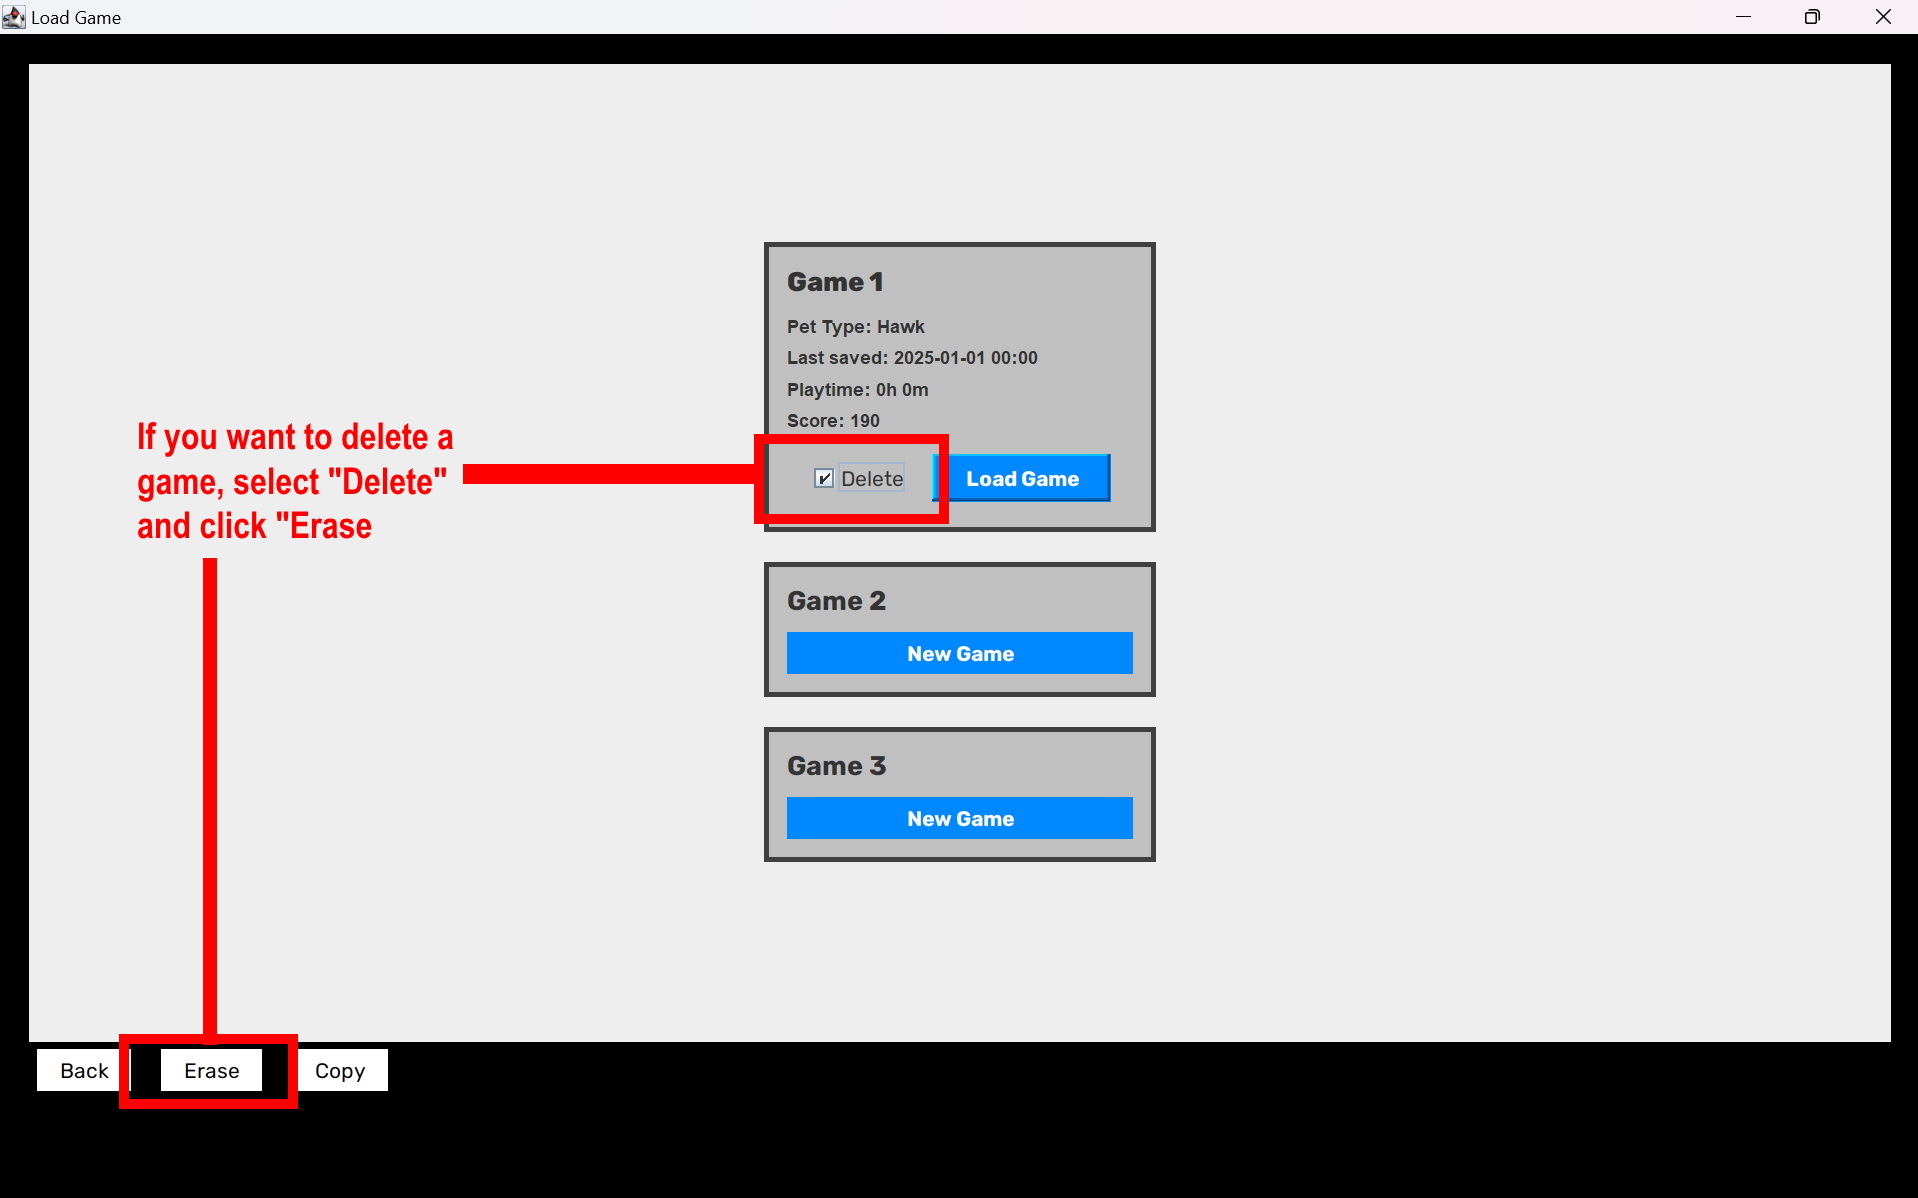 Load Game
Game 1
Pet Type: Hawk
Last saved: 2025-01-01 00:00
Playtime: 0h 0m
Score: 190
Delete
Load Game
If you want to delete a
game, select "Delete"
and click "Erase
Game 2
New Game
Game 3
New Game
Back
Erase
Copy